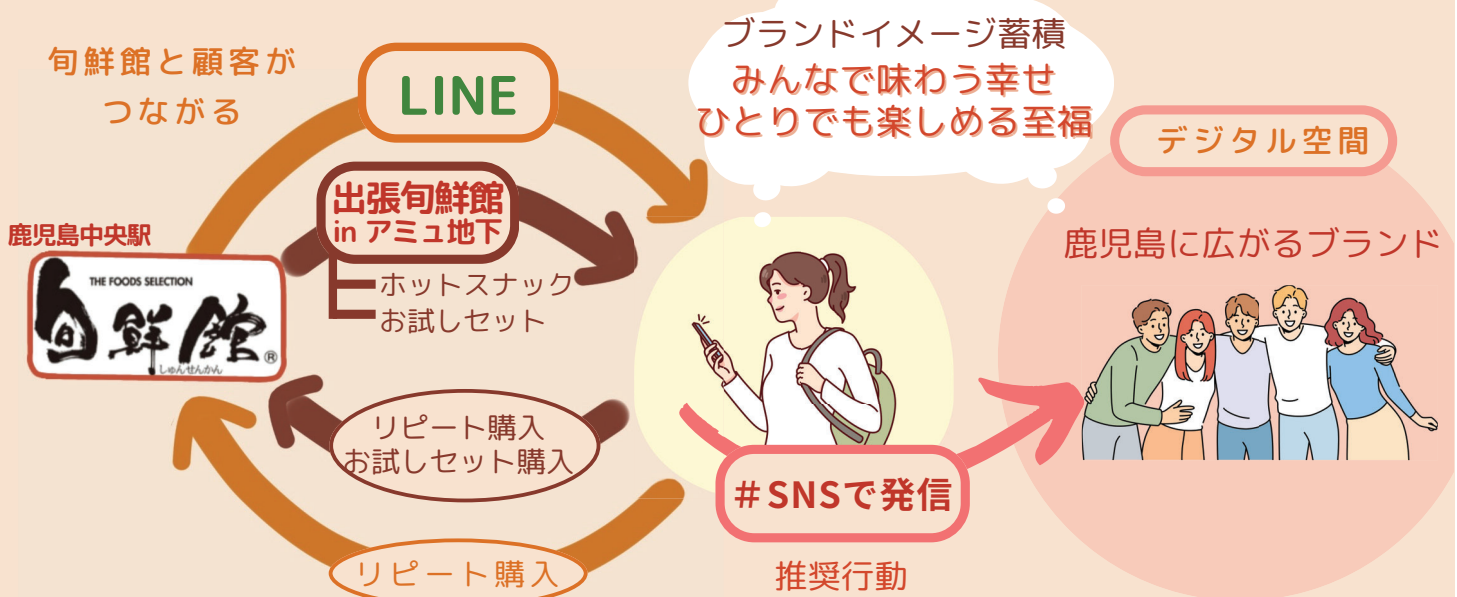 旬鮮館と顧客が
つながる
LINE
出張旬鮮館
in アミュ地下
ホットスナック
お試しセット
鹿児島中央駅
THE FOODS SELECTION
旬鮮館®
しゅんせんかん
リピート購入
お試しセット購入
リピート購入
ブランドイメージ蓄積
みんなで味わう幸せ
ひとりでも楽しめる至福
#SNSで発信
推奨行動
デジタル空間
鹿児島に広がるブランド